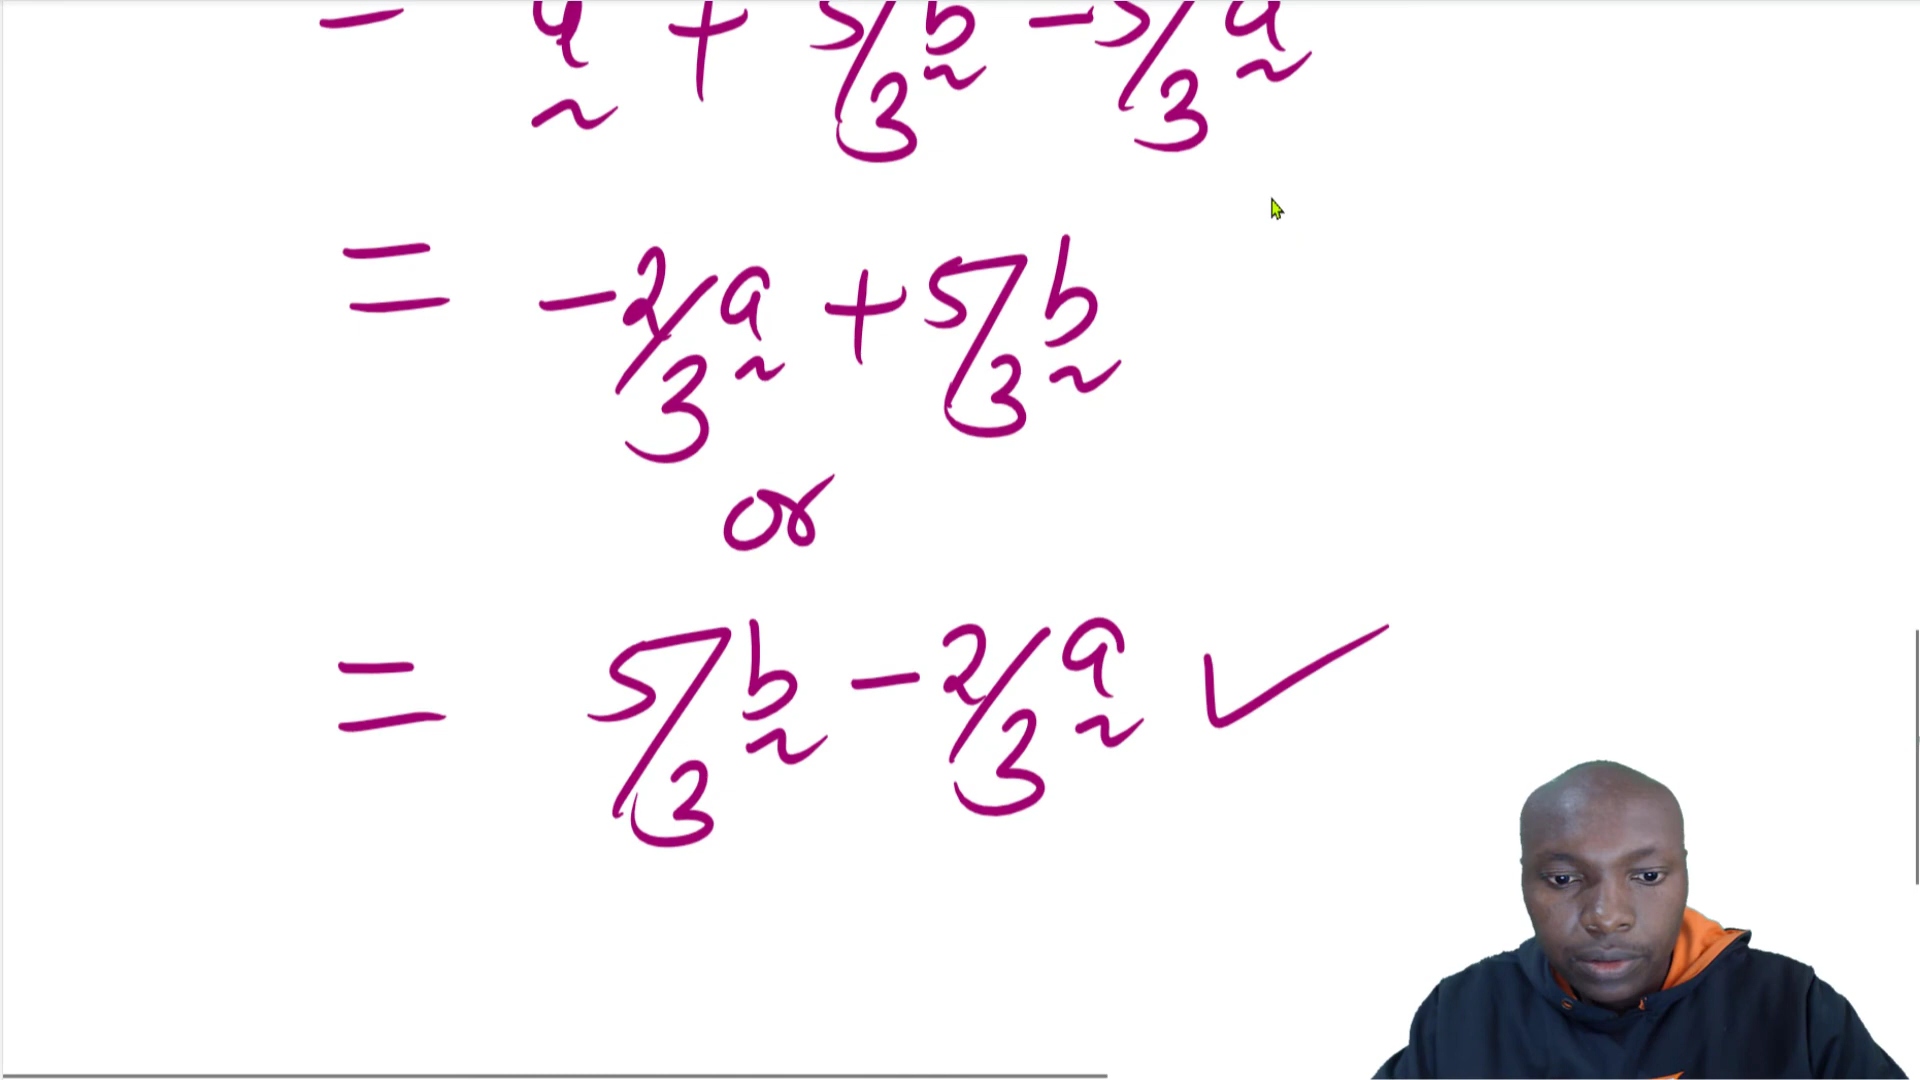 = a + 5/3 b - 5/3 a
= -2/3 a + 5/3 b
or
= 5/3 b - 2/3 a ✓